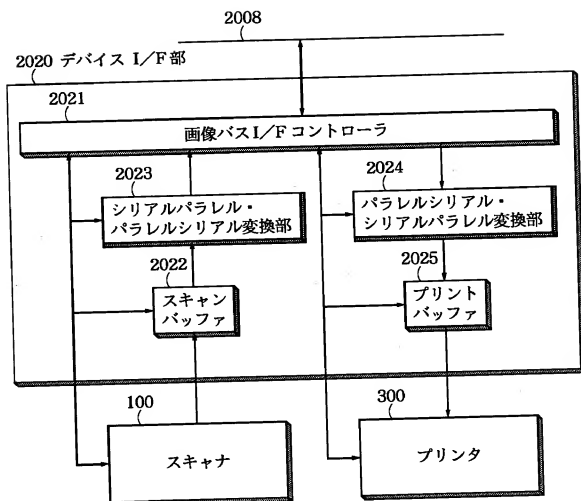 2008
2020 デバイス I/F部
2021
画像バスI/Fコントローラ
2023
シリアルパラレル・
パラレルシリアル変換部
2024
パラレルシリアル・
シリアルパラレル変換部
2022
スキャン
バッファ
2025
プリント
バッファ
100
スキャナ
300
プリンタ